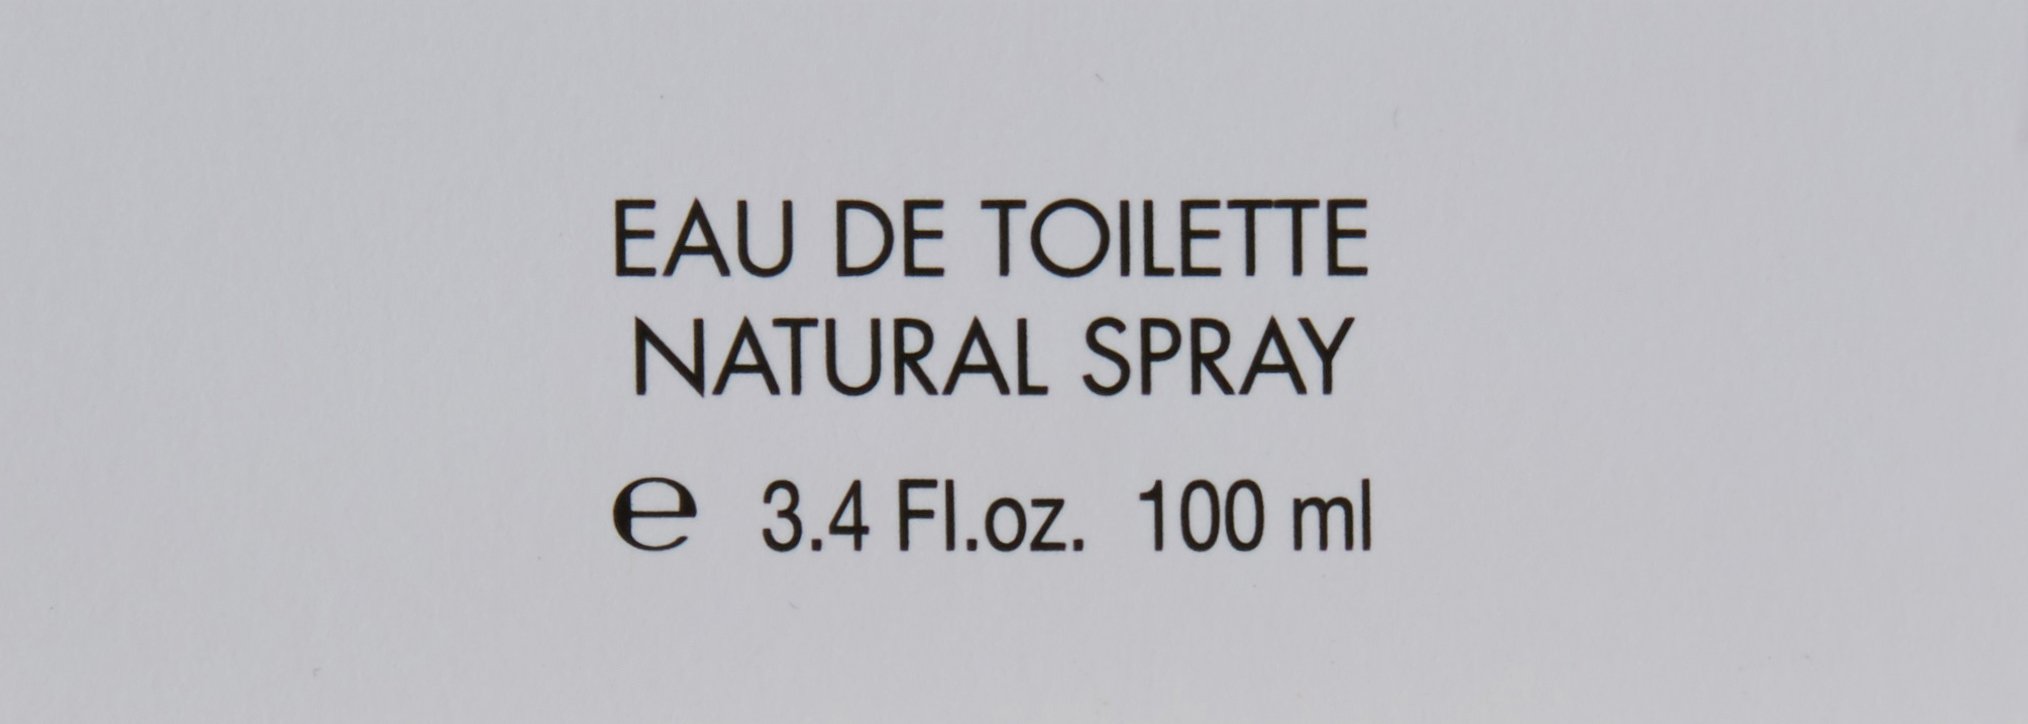 EAU DE TOILETTE
NATURAL SPRAY
℮ 3.4 Fl.oz. 100 ml